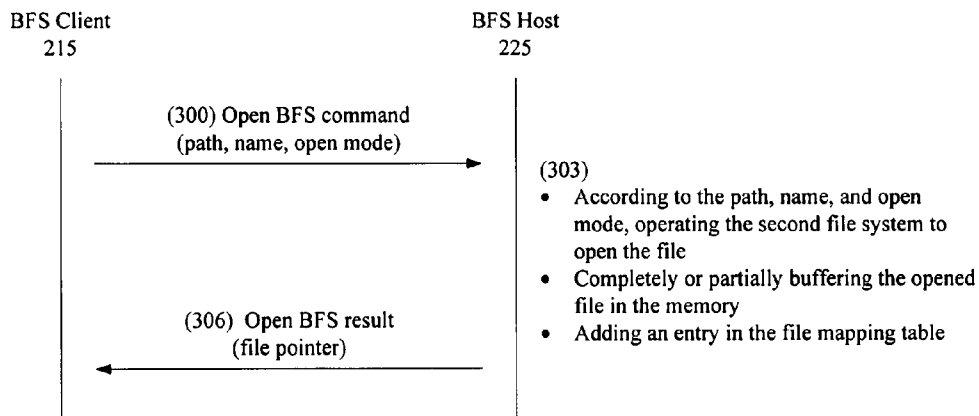 BFS Client
215
BFS Host
225
(300) Open BFS command
(path, name, open mode)
(303)
• According to the path, name, and open
mode, operating the second file system to
open the file
• Completely or partially buffering the opened
file in the memory
• Adding an entry in the file mapping table
(306) Open BFS result
(file pointer)